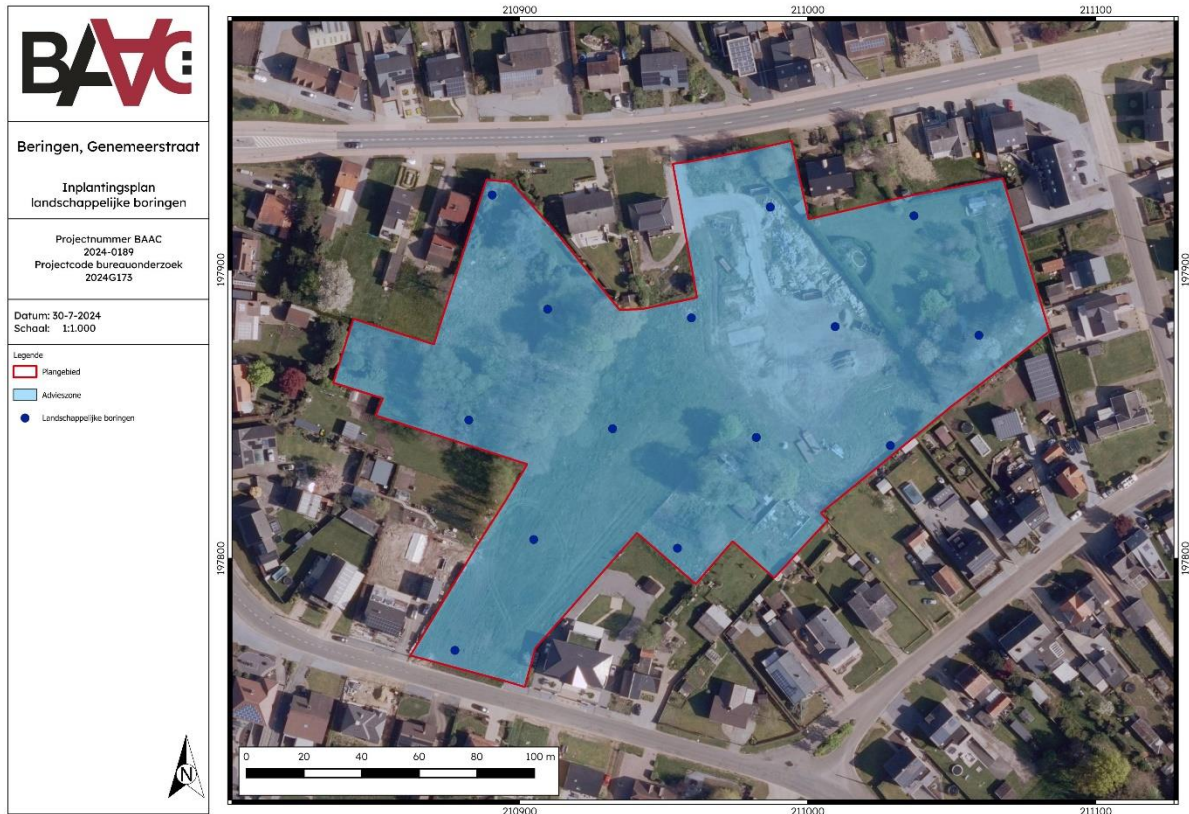 BAAC
Beringen, Genemeerstraat
Inplantingsplan
landschappelijke boringen
Projectnummer BAAC
2024-0189
Projectcode bureauonderzoek
2024G173
Datum: 30-7-2024
Schaal: 1:1.000
Legende
Plangebied
Advieszone
Landschappelijke boringen
N
210900 211000 211100
197900 197900
197800 197800
0 20 40 60 80 100 m
210900 211000 211100